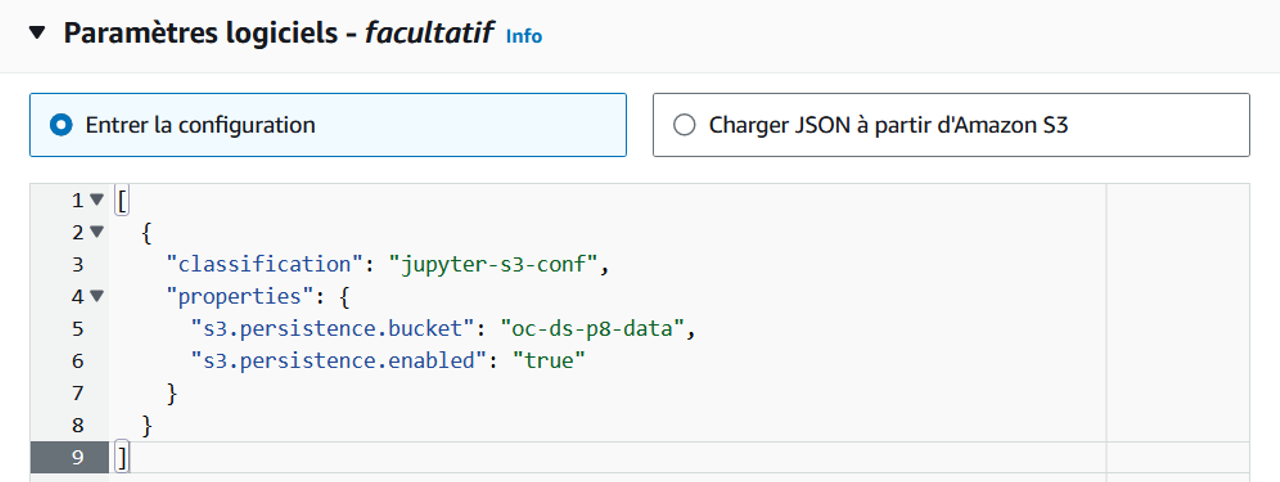 Paramètres logiciels - facultatif Info
Entrer la configuration
Charger JSON à partir d'Amazon S3
1 [
2 {
3 "classification": "jupyter-s3-conf",
4 "properties": {
5 "s3.persistence.bucket": "oc-ds-p8-data",
6 "s3.persistence.enabled": "true"
7 }
8 }
9 ]